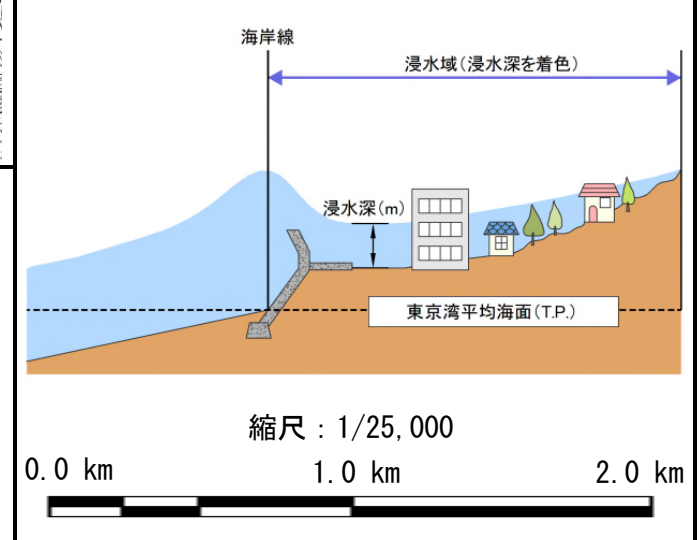 海岸線
浸水域(浸水深を着色)
浸水深(m)
東京湾平均海面(T.P.)
縮尺:1/25,000
0.0 km 1.0 km 2.0 km